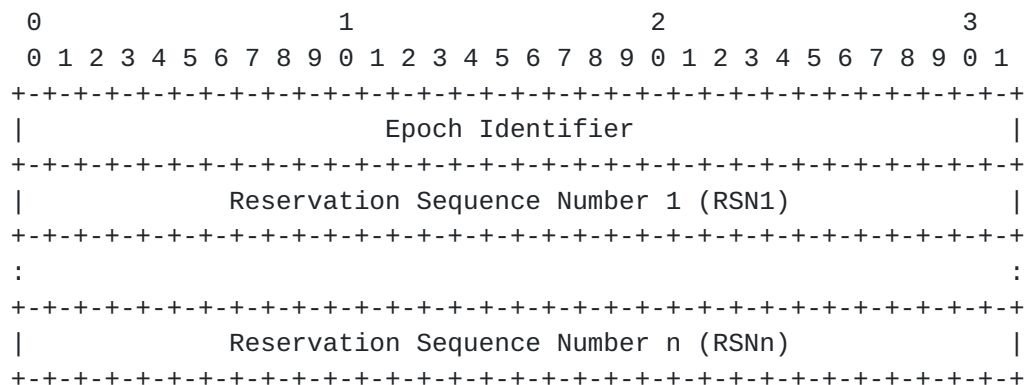 0                   1                   2                   3
 0 1 2 3 4 5 6 7 8 9 0 1 2 3 4 5 6 7 8 9 0 1 2 3 4 5 6 7 8 9 0 1
+-+-+-+-+-+-+-+-+-+-+-+-+-+-+-+-+-+-+-+-+-+-+-+-+-+-+-+-+-+-+-+-+
|                       Epoch Identifier                        |
+-+-+-+-+-+-+-+-+-+-+-+-+-+-+-+-+-+-+-+-+-+-+-+-+-+-+-+-+-+-+-+-+
|             Reservation Sequence Number 1 (RSN1)              |
+-+-+-+-+-+-+-+-+-+-+-+-+-+-+-+-+-+-+-+-+-+-+-+-+-+-+-+-+-+-+-+-+
:                                                               :
+-+-+-+-+-+-+-+-+-+-+-+-+-+-+-+-+-+-+-+-+-+-+-+-+-+-+-+-+-+-+-+-+
|             Reservation Sequence Number n (RSNn)              |
+-+-+-+-+-+-+-+-+-+-+-+-+-+-+-+-+-+-+-+-+-+-+-+-+-+-+-+-+-+-+-+-+